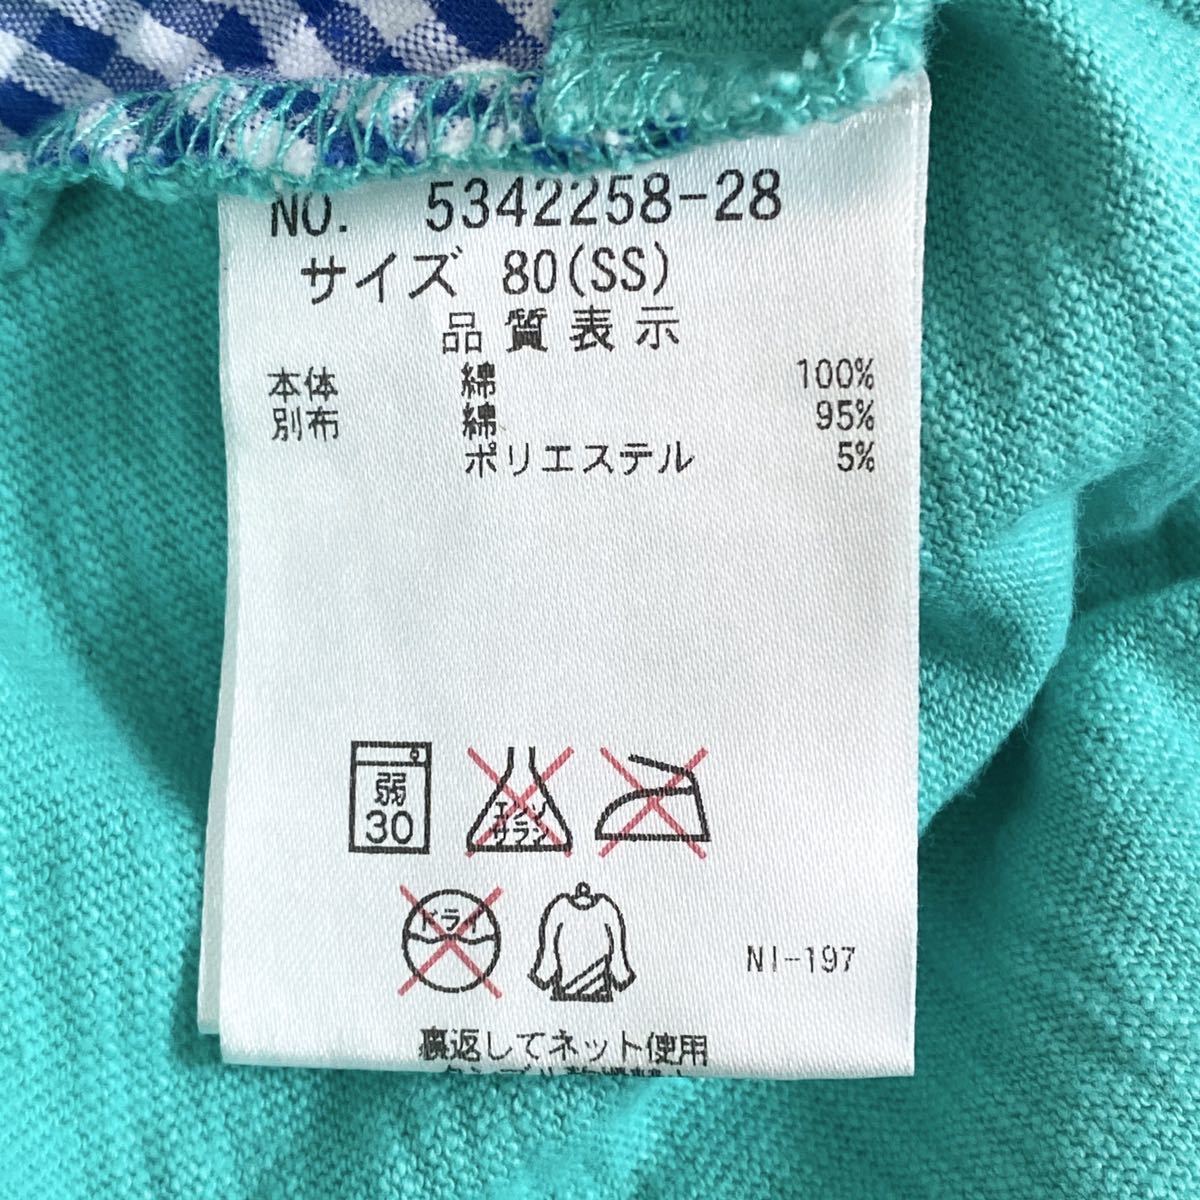 NO. 5342258-28
サイズ 80(SS)
品質表示
本体 綿 100%
別布 綿 95%
ポリエステル 5%
弱
30
エンソ
サラシ
ドライ
NI-197
裏返してネット使用